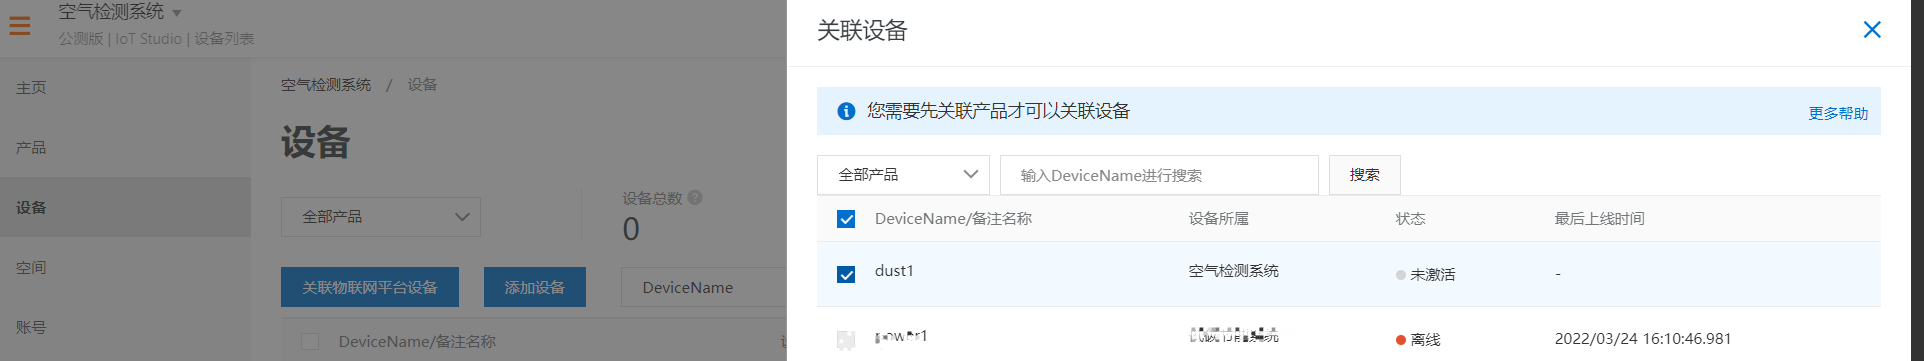 空气检测系统
公测版 | IoT Studio | 设备列表
主页
产品
设备
空间
账号
空气检测系统 / 设备
设备
全部产品
设备总数 ?
0
关联物联网平台设备
添加设备
DeviceName
DeviceName/备注名称
关联设备
您需要先关联产品才可以关联设备
更多帮助
全部产品
输入DeviceName进行搜索
搜索
DeviceName/备注名称 设备所属 状态 最后上线时间
dust1 空气检测系统 未激活 -
离线 2022/03/24 16:10:46.981